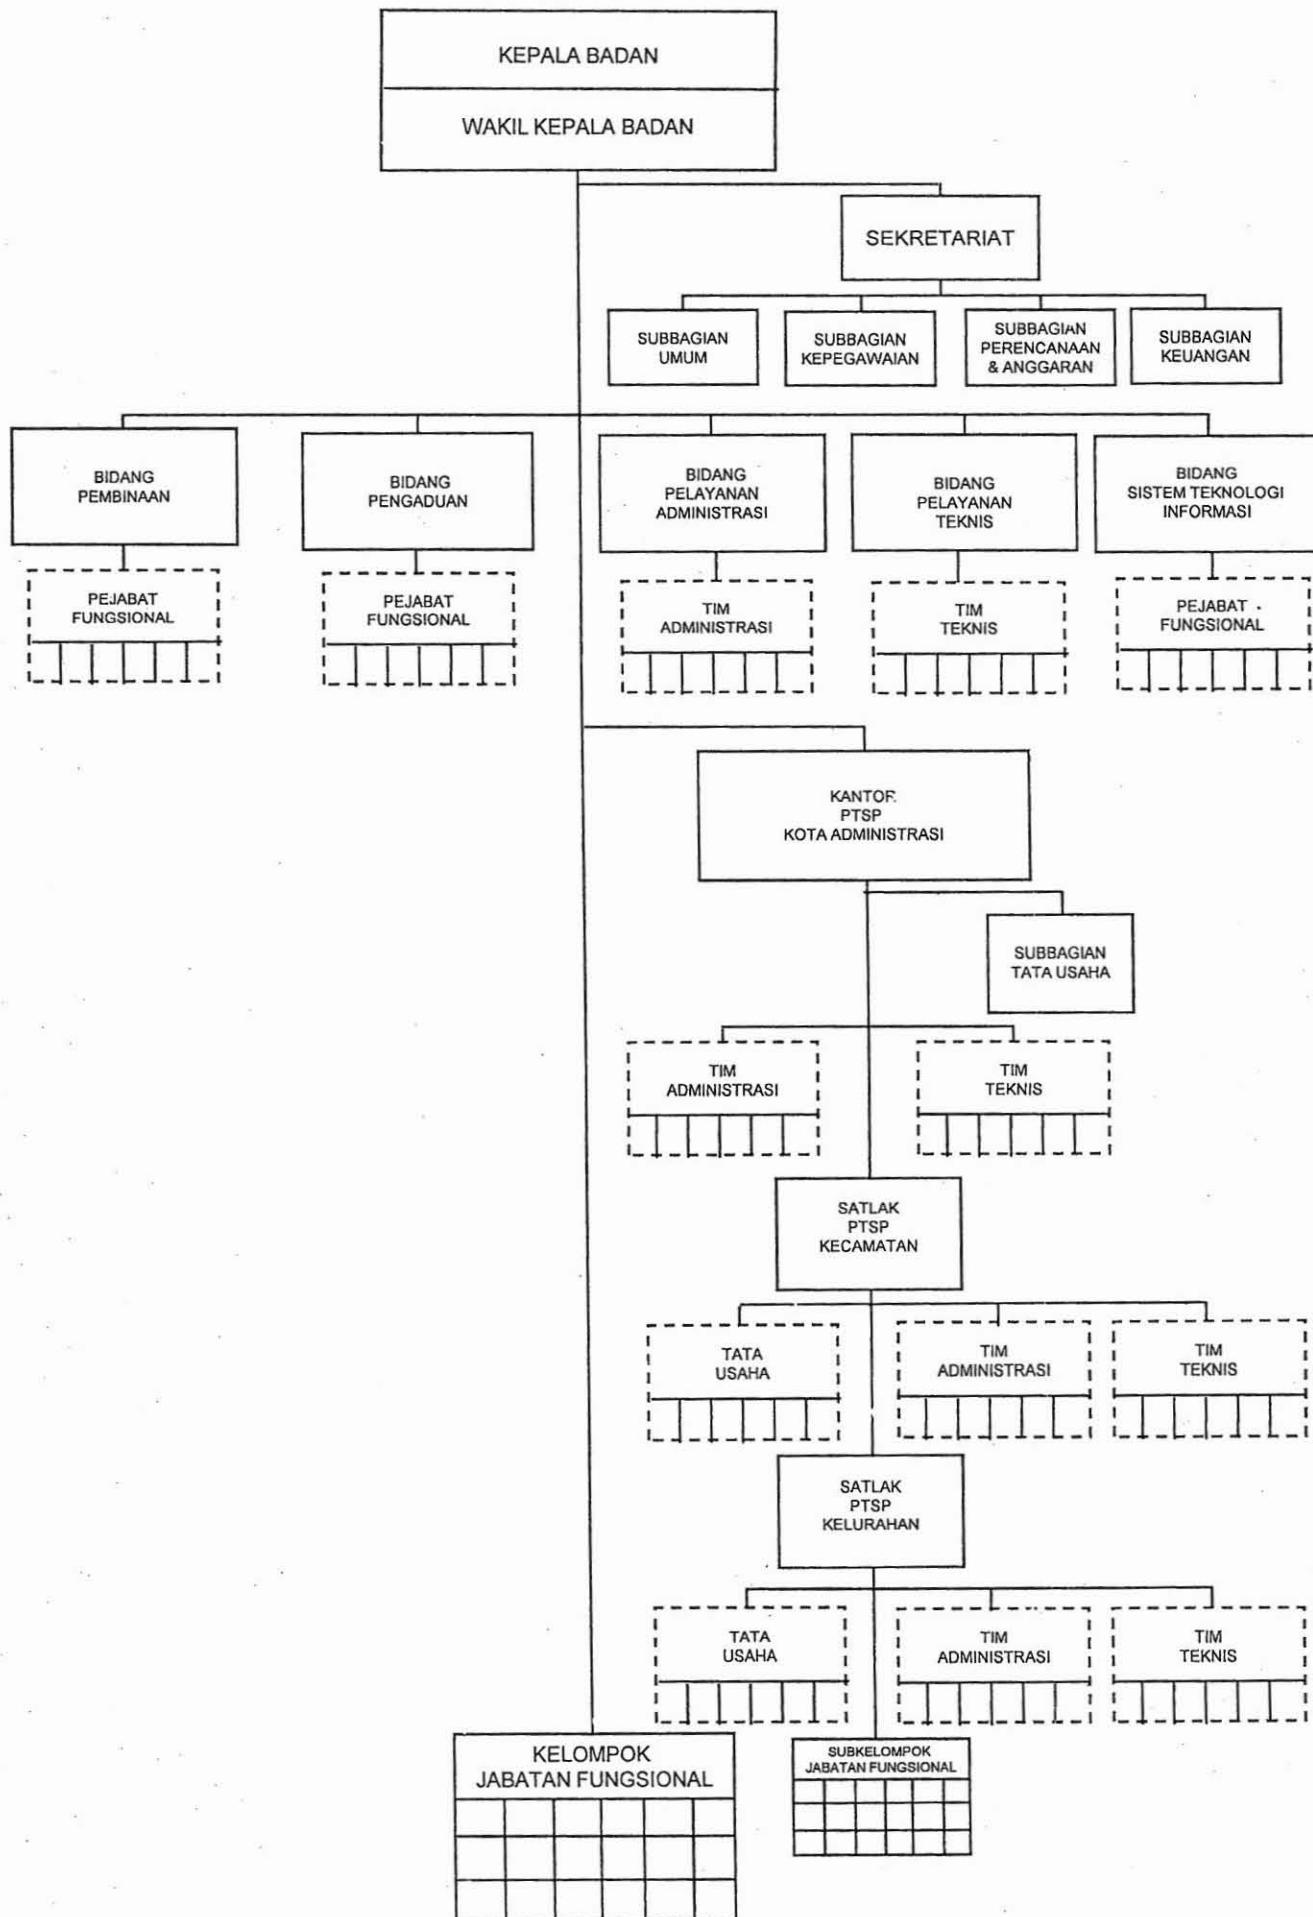 KEPALA BADAN
WAKIL KEPALA BADAN
SEKRETARIAT
SUBBAGIAN
UMUM
SUBBAGIAN
KEPEGAWAIAN
SUBBAGIAN
PERENCANAAN
& ANGGARAN
SUBBAGIAN
KEUANGAN
BIDANG
PEMBINAAN
BIDANG
PENGADUAN
BIDANG
PELAYANAN
ADMINISTRASI
BIDANG
PELAYANAN
TEKNIS
BIDANG
SISTEM TEKNOLOGI
INFORMASI
PEJABAT
FUNGSIONAL
PEJABAT
FUNGSIONAL
TIM
ADMINISTRASI
TIM
TEKNIS
PEJABAT
FUNGSIONAL
KANTOR
PTSP
KOTA ADMINISTRASI
SUBBAGIAN
TATA USAHA
TIM
ADMINISTRASI
TIM
TEKNIS
SATLAK
PTSP
KECAMATAN
TATA
USAHA
TIM
ADMINISTRASI
TIM
TEKNIS
SATLAK
PTSP
KELURAHAN
TATA
USAHA
TIM
ADMINISTRASI
TIM
TEKNIS
KELOMPOK
JABATAN FUNGSIONAL
SUBKELOMPOK
JABATAN FUNGSIONAL